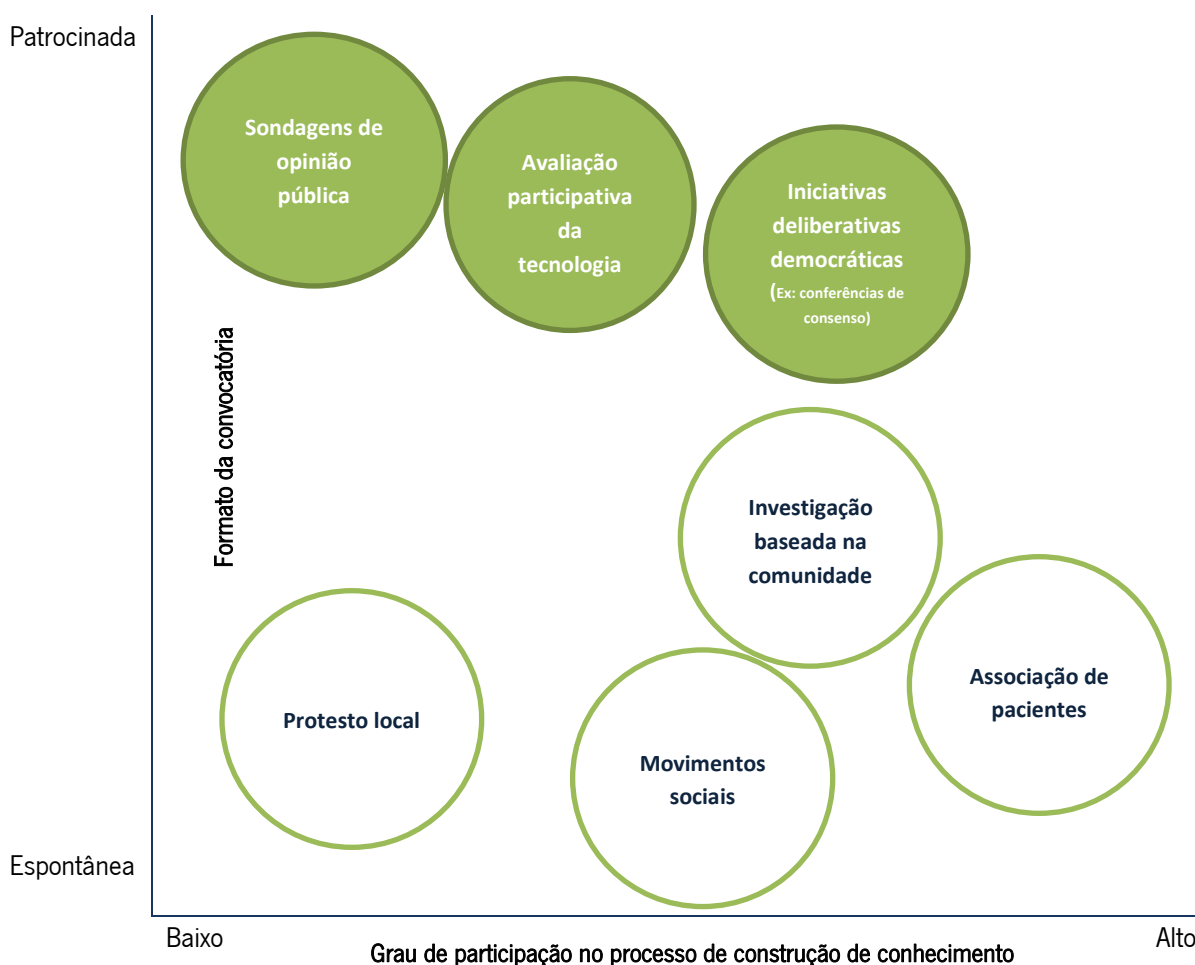 Patrocinada
Sondagens de
opinião
pública
Avaliação
participativa
da
tecnologia
Iniciativas
deliberativas
democráticas
(Ex: conferências de
consenso)
Formato da convocatória
Investigação
baseada na
comunidade
Associação de
pacientes
Protesto local
Movimentos
sociais
Espontânea
Baixo
Alto
Grau de participação no processo de construção de conhecimento